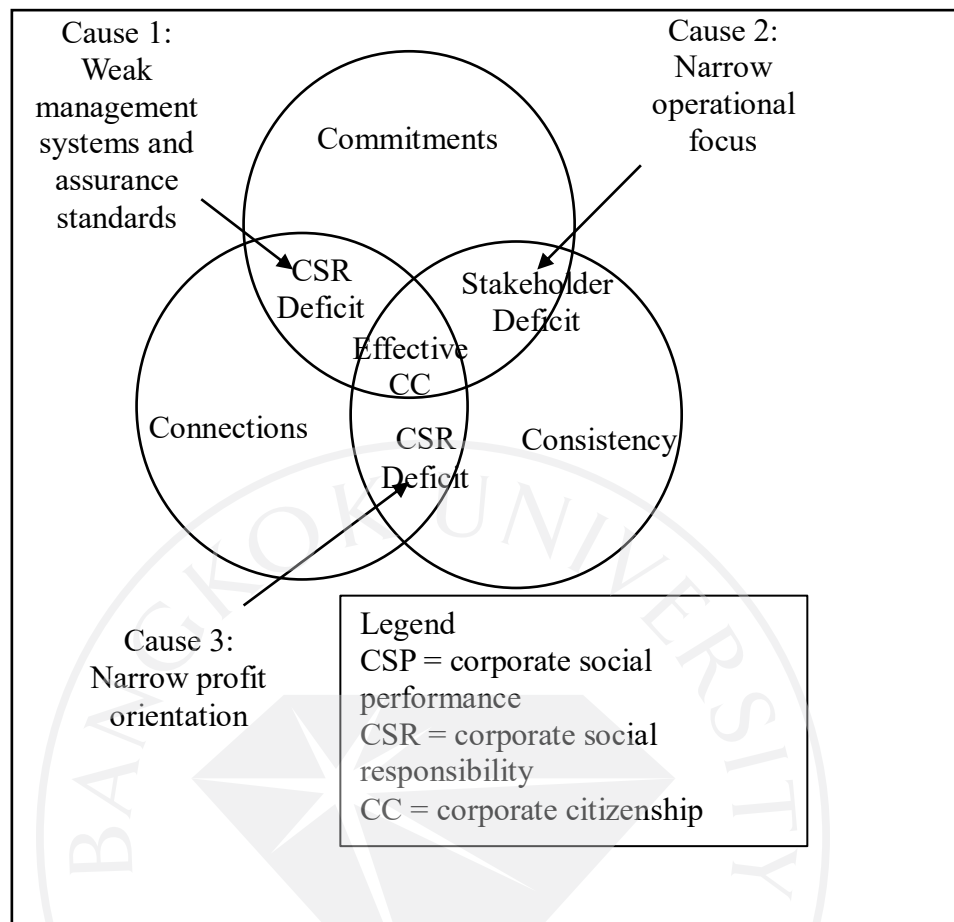 Cause 1:
Weak
management
systems and
assurance
standards
Cause 2:
Narrow
operational
focus
Commitments
CSR
Deficit
Stakeholder
Deficit
Effective
CC
Connections
CSR
Deficit
Consistency
Cause 3:
Narrow profit
orientation
Legend
CSP = corporate social
performance
CSR = corporate social
responsibility
CC = corporate citizenship
BANGKOK UNIVERSITY